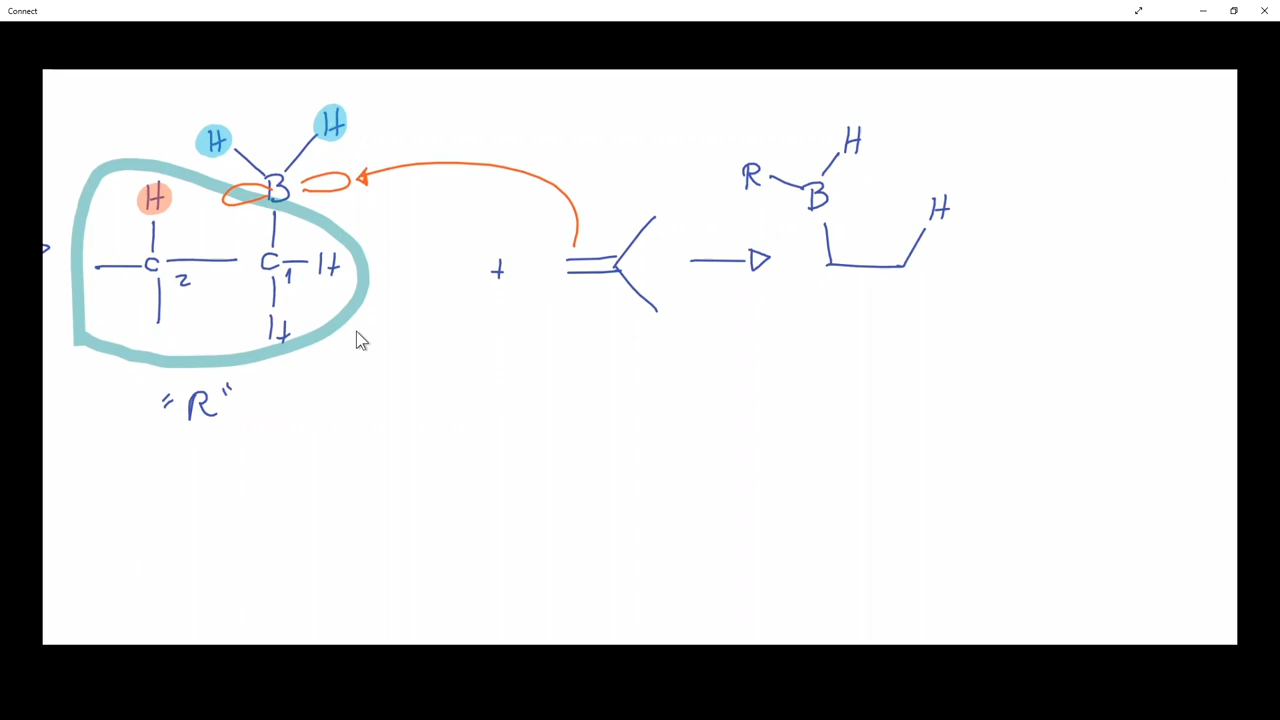 Connect
H H H
H B R B
H H
C 2 C 1 H + 
H
"R"